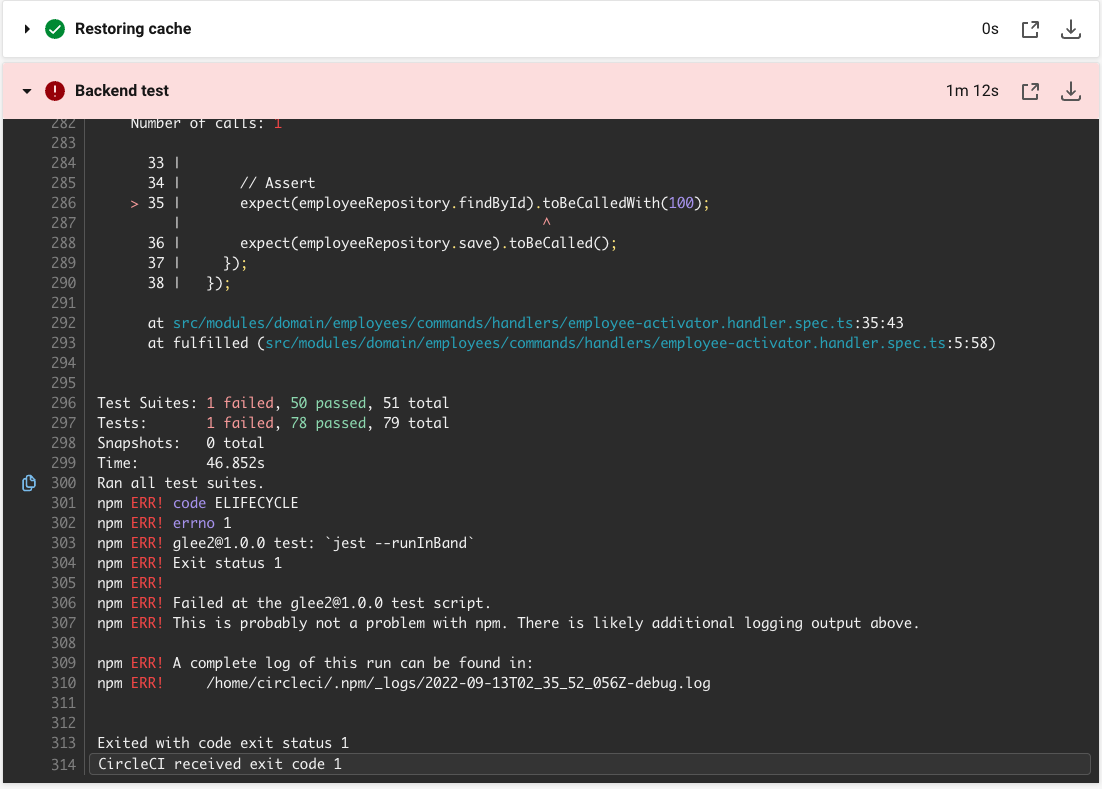 Restoring cache 0s
Backend test 1m 12s
282 Number of calls: 1
283
284 33 |
285 34 | // Assert
286 > 35 | expect(employeeRepository.findById).toBeCalledWith(100);
287 | ^
288 36 | expect(employeeRepository.save).toBeCalled();
289 37 | });
290 38 | });
291
292 at src/modules/domain/employees/commands/handlers/employee-activator.handler.spec.ts:35:43
293 at fulfilled (src/modules/domain/employees/commands/handlers/employee-activator.handler.spec.ts:5:58)
294
295
296 Test Suites: 1 failed, 50 passed, 51 total
297 Tests: 1 failed, 78 passed, 79 total
298 Snapshots: 0 total
299 Time: 46.852s
300 Ran all test suites.
301 npm ERR! code ELIFECYCLE
302 npm ERR! errno 1
303 npm ERR! glee2@1.0.0 test: `jest --runInBand`
304 npm ERR! Exit status 1
305 npm ERR!
306 npm ERR! Failed at the glee2@1.0.0 test script.
307 npm ERR! This is probably not a problem with npm. There is likely additional logging output above.
308
309 npm ERR! A complete log of this run can be found in:
310 npm ERR! /home/circleci/.npm/_logs/2022-09-13T02_35_52_056Z-debug.log
311
312
313 Exited with code exit status 1
314 CircleCI received exit code 1